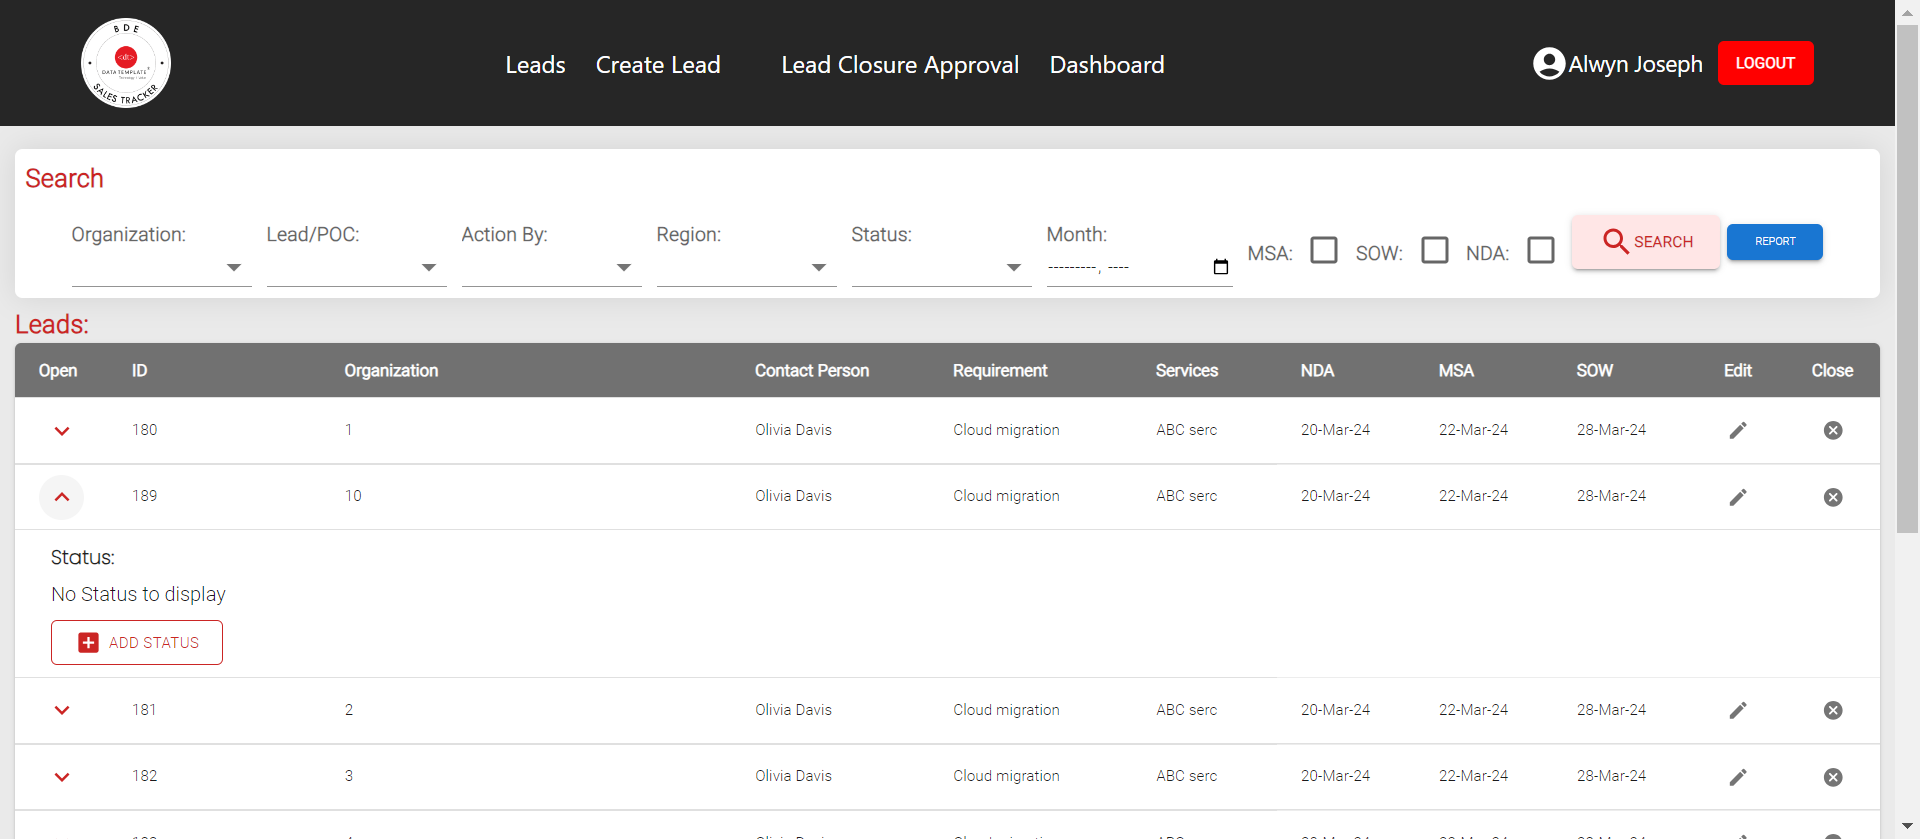 BDE
<dt>
DATA TEMPLATE
SALES TRACKER
Leads Create Lead Lead Closure Approval Dashboard
Alwyn Joseph LOGOUT
Search
Organization: Lead/POC: Action By: Region: Status: Month:
---------, ----
MSA: SOW: NDA: SEARCH REPORT
Leads:
Open ID Organization Contact Person Requirement Services NDA MSA SOW Edit Close
180 1 Olivia Davis Cloud migration ABC serc 20-Mar-24 22-Mar-24 28-Mar-24
189 10 Olivia Davis Cloud migration ABC serc 20-Mar-24 22-Mar-24 28-Mar-24
Status:
No Status to display
ADD STATUS
181 2 Olivia Davis Cloud migration ABC serc 20-Mar-24 22-Mar-24 28-Mar-24
182 3 Olivia Davis Cloud migration ABC serc 20-Mar-24 22-Mar-24 28-Mar-24